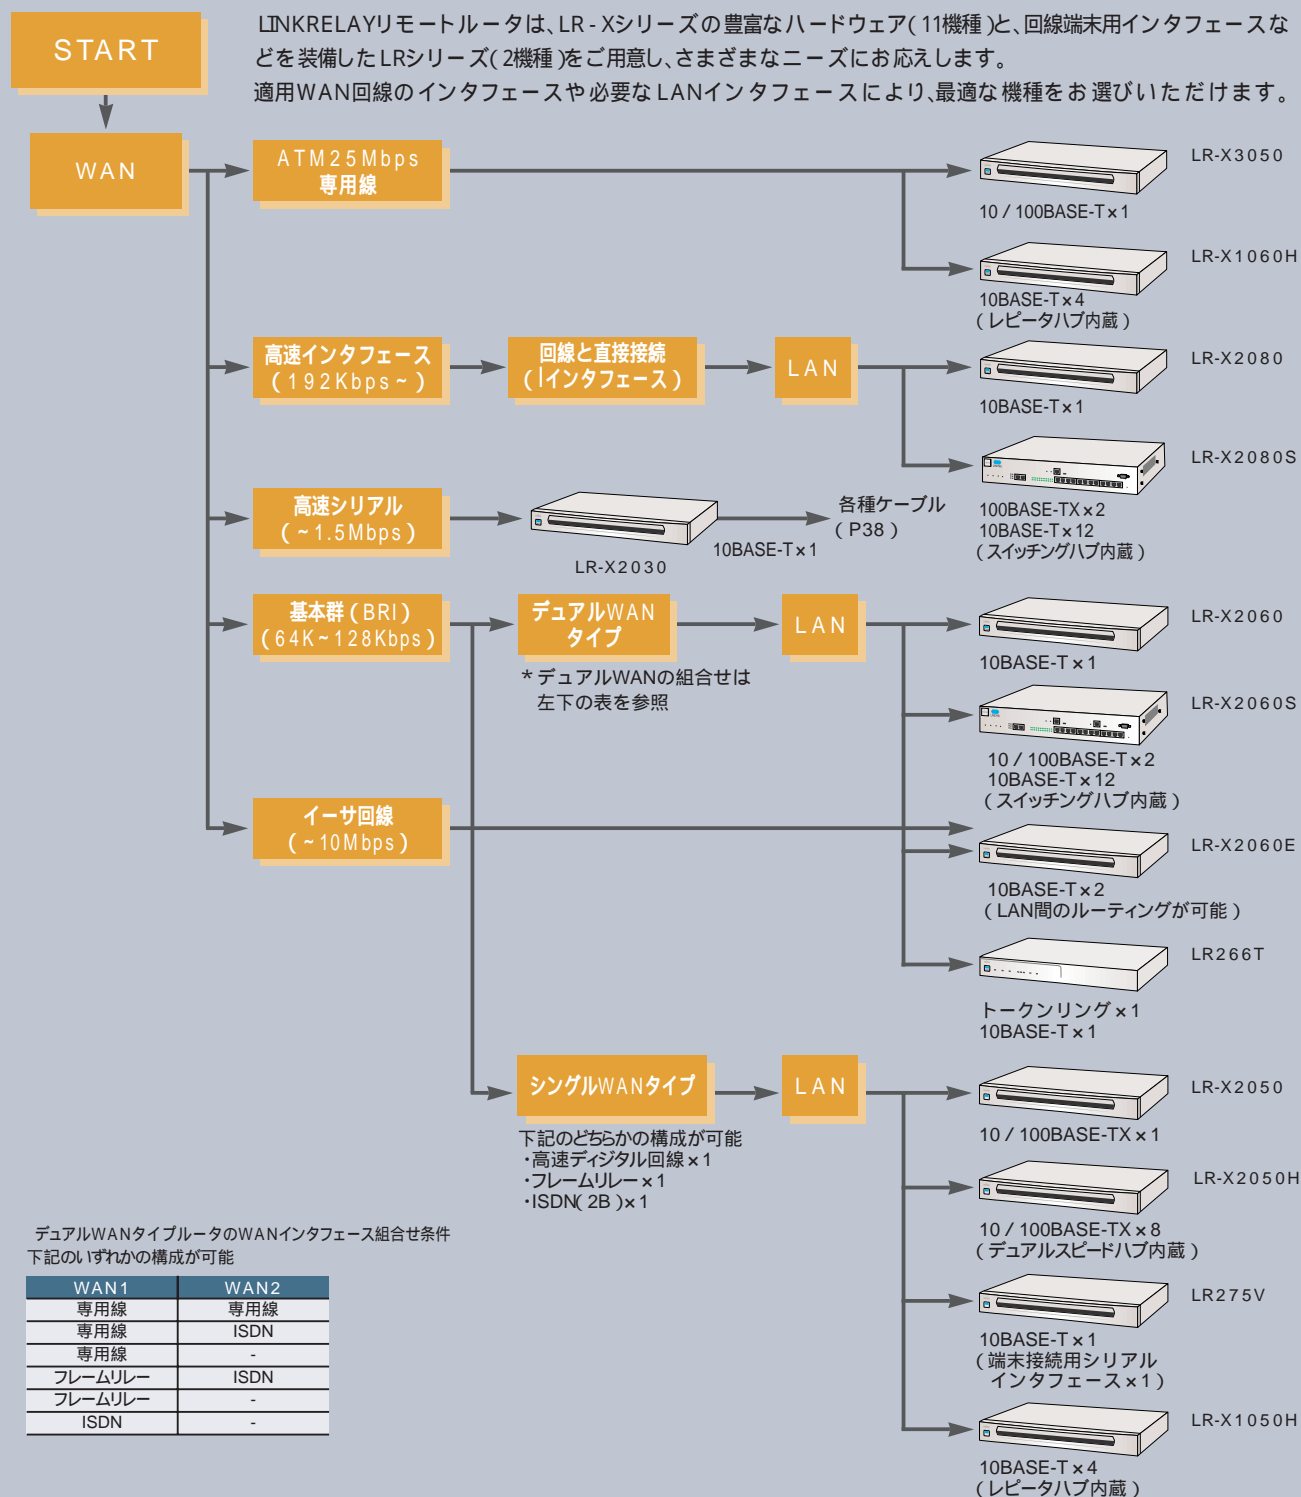 START
LINKRELAYリモートルータは、LR-Xシリーズの豊富なハードウェア(11機種)と、回線端末用インタフェースな
どを装備したLRシリーズ(2機種)をご用意し、さまざまなニーズにお応えします。
適用WAN回線のインタフェースや必要なLANインタフェースにより、最適な機種をお選びいただけます。
WAN
ATM25Mbps
専用線
LR-X3050
10/100BASE-T×1
LR-X1060H
10BASE-T×4
(レピータハブ内蔵)
高速インタフェース
(192Kbps~)
回線と直接接続
(Iインタフェース)
LAN
LR-X2080
10BASE-T×1
LR-X2080S
100BASE-TX×2
10BASE-T×12
(スイッチングハブ内蔵)
高速シリアル
(~1.5Mbps)
LR-X2030
10BASE-T×1
各種ケーブル
(P38)
基本群(BRI)
(64K~128Kbps)
デュアルWAN
タイプ
*デュアルWANの組合せは
左下の表を参照
LAN
LR-X2060
10BASE-T×1
LR-X2060S
10/100BASE-T×2
10BASE-T×12
(スイッチングハブ内蔵)
イーサ回線
(~10Mbps)
LR-X2060E
10BASE-T×2
(LAN間のルーティングが可能)
LR266T
トークンリング×1
10BASE-T×1
シングルWANタイプ
下記のどちらかの構成が可能
・高速ディジタル回線×1
・フレームリレー×1
・ISDN(2B)×1
LAN
LR-X2050
10/100BASE-TX×1
LR-X2050H
10/100BASE-TX×8
(デュアルスピードハブ内蔵)
LR275V
10BASE-T×1
(端末接続用シリアル
インタフェース×1)
LR-X1050H
10BASE-T×4
(レピータハブ内蔵)
デュアルWANタイプルータのWANインタフェース組合せ条件
下記のいずれかの構成が可能
WAN1 WAN2
専用線 専用線
専用線 ISDN
専用線 -
フレームリレー ISDN
フレームリレー -
ISDN -